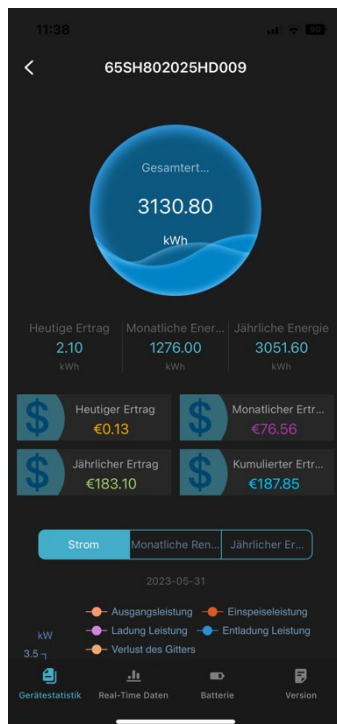 11:38
90
65SH802025HD009
Gesamtert...
3130.80
kWh
Heutige Ertrag Monatliche Ener... Jährliche Energie
2.10 1276.00 3051.60
kWh kWh kWh
$ Heutiger Ertrag $ Monatlicher Ertr...
€0.13 €76.56
$ Jährlicher Ertrag $ Kumulierter Ertr...
€183.10 €187.85
Strom Monatliche Ren... Jährlicher Er...
2023-05-31
Ausgangsleistung Einspeiseleistung
kW Ladung Leistung Entladung Leistung
3.5 Verlust des Gitters
Gerätestatistik Real-Time Daten Batterie Version